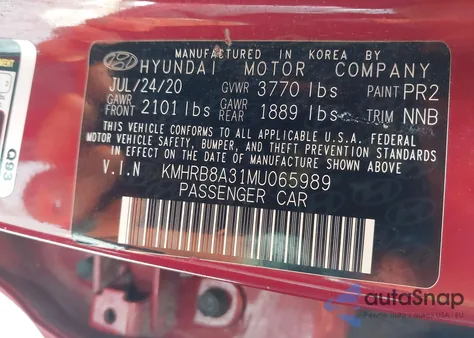 MANUFACTURED IN KOREA BY
HYUNDAI MOTOR COMPANY
JUL/24/20 GVWR 3770 lbs PAINT PR2
GAWR FRONT 2101 lbs GAWR REAR 1889 lbs TRIM NNB
THIS VEHICLE CONFORMS TO ALL APPLICABLE U.S.A. FEDERAL
MOTOR VEHICLE SAFETY, BUMPER, AND THEFT PREVENTION STANDARDS
IN EFFECT ON THE DATE OF MANUFACTURE SHOWN ABOVE.
V.I.N KMHRB8A31MU065989
PASSENGER CAR
Q93
autoSnap